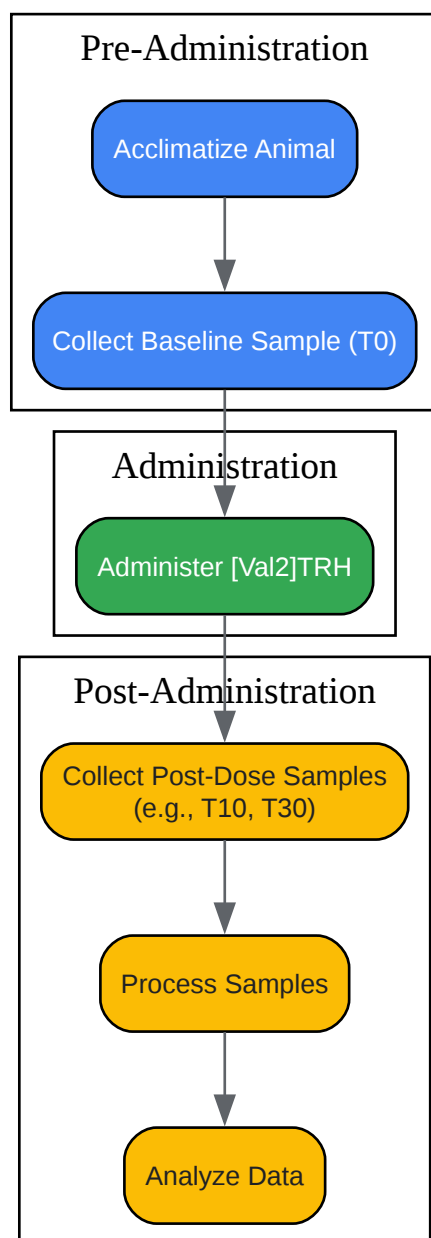 Pre-Administration
Acclimatize Animal
Collect Baseline Sample (T0)
Administration
Administer [Val2]TRH
Post-Administration
Collect Post-Dose Samples
(e.g., T10, T30)
Process Samples
Analyze Data